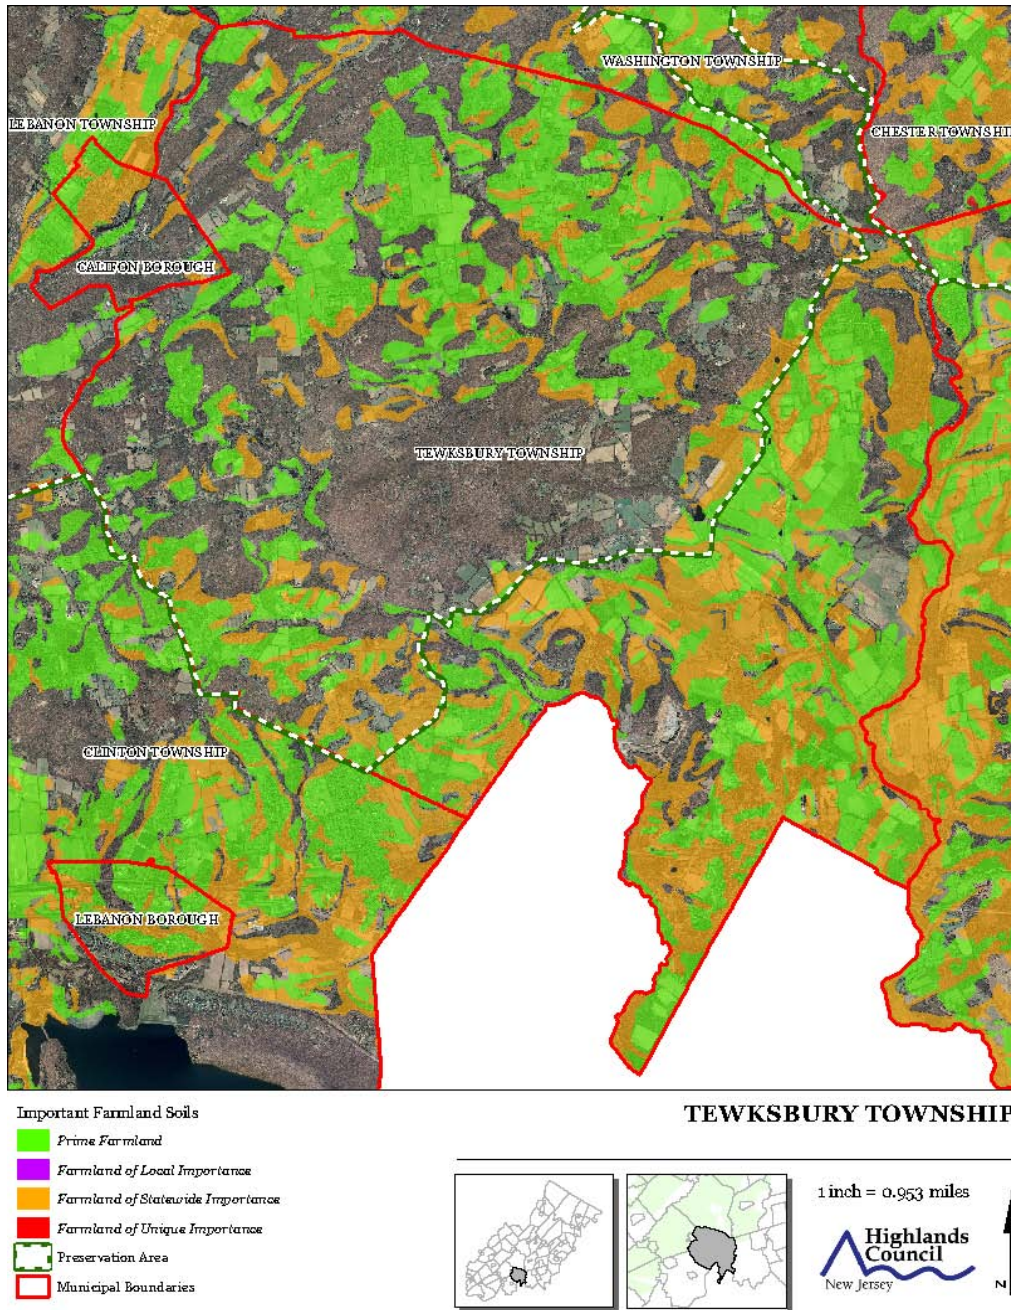 WASHINGTON TOWNSHIP
LEBANON TOWNSHIP
CHESTER TOWNSHIP
CALIFON BOROUGH
TEWKSBURY TOWNSHIP
CLINTON TOWNSHIP
LEBANON BOROUGH
Important Farmland Soils
Prime Farmland
Farmland of Local Importance
Farmland of Statewide Importance
Farmland of Unique Importance
Preservation Area
Municipal Boundaries
TEWKSBURY TOWNSHIP
1 inch = 0.953 miles
Highlands
Council
New Jersey
N